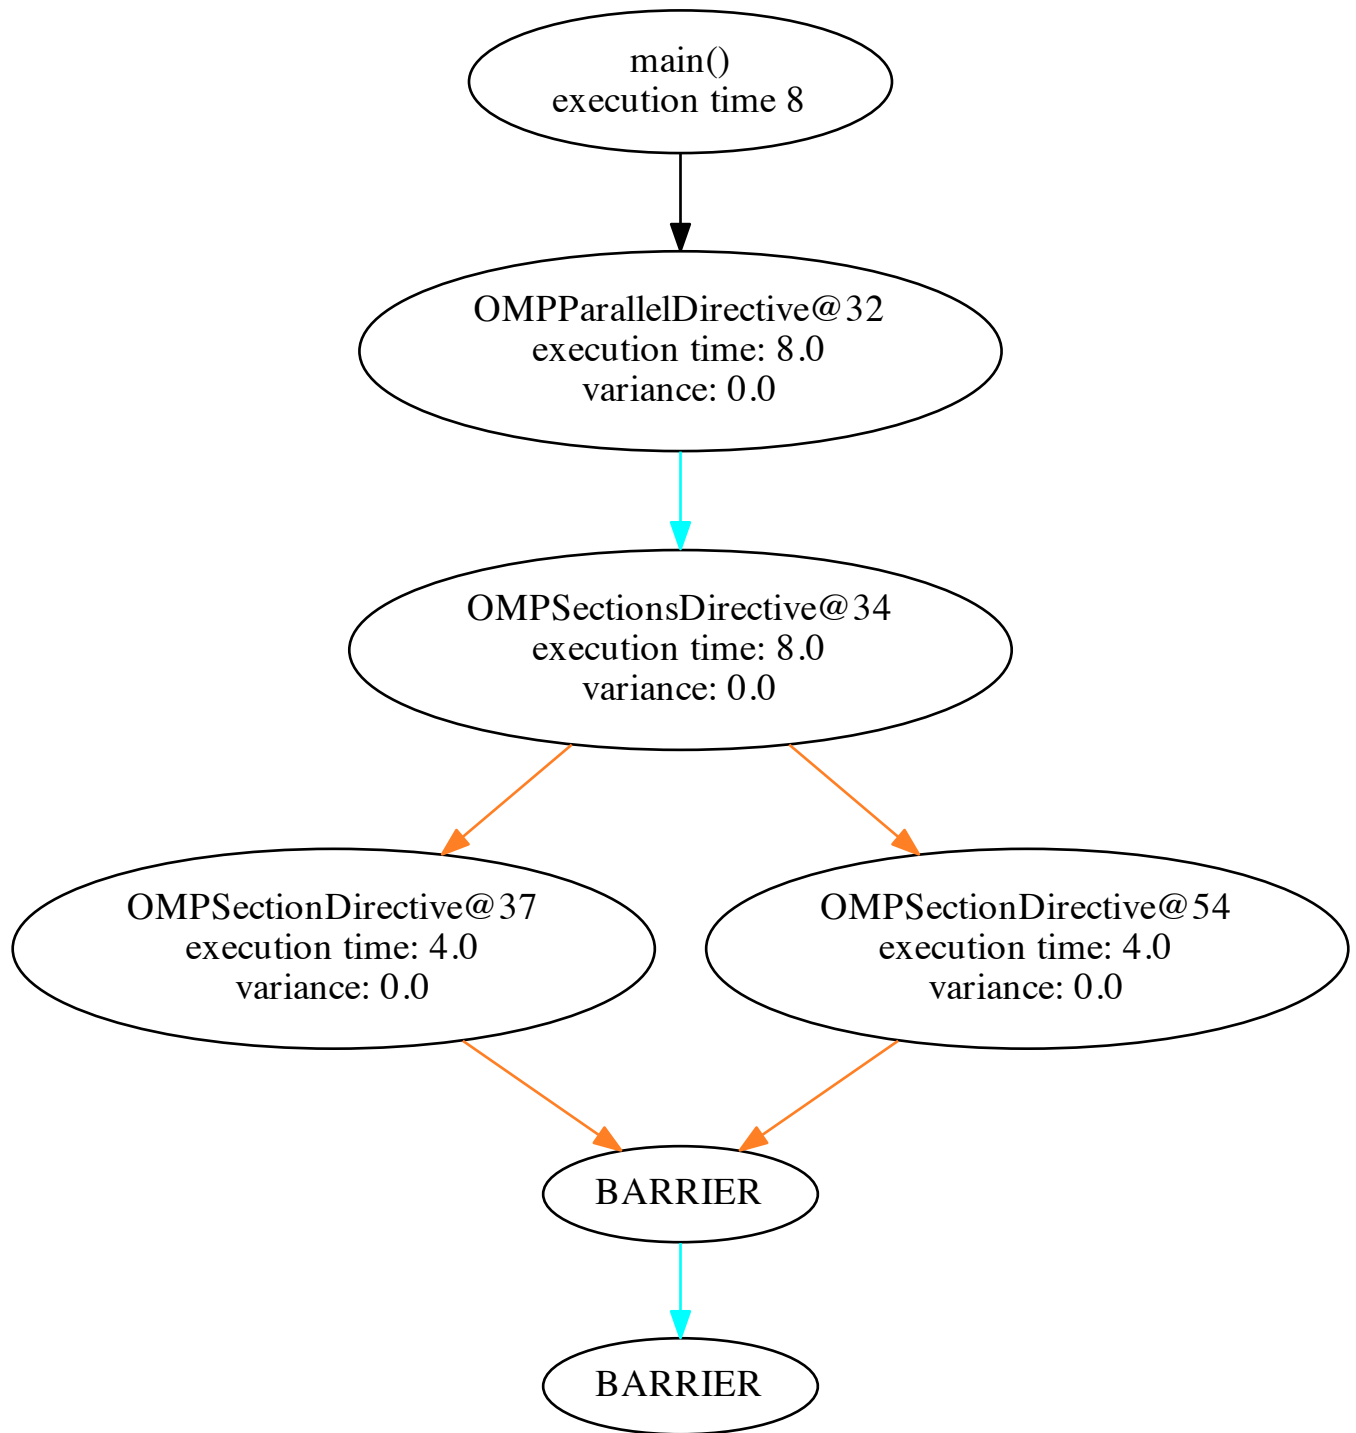 main()
execution time 8
OMPParallelDirective@32
execution time: 8.0
variance: 0.0
OMPSectionsDirective@34
execution time: 8.0
variance: 0.0
OMPSectionDirective@37
execution time: 4.0
variance: 0.0
OMPSectionDirective@54
execution time: 4.0
variance: 0.0
BARRIER
BARRIER